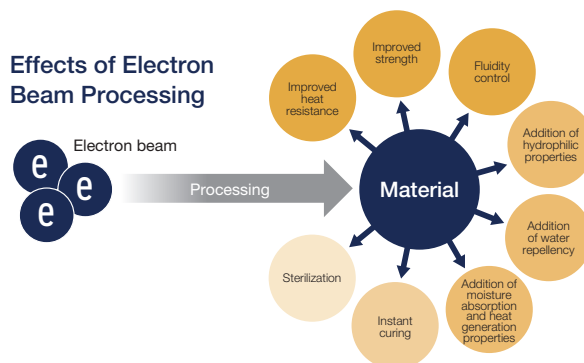 Effects of Electron
Beam Processing
Electron beam
e
e
e
Processing
Material
Improved
heat
resistance
Improved
strength
Fluidity
control
Addition of
hydrophilic
properties
Addition
of water
repellency
Addition of
moisture
absorption
and heat
generation
properties
Instant
curing
Sterilization